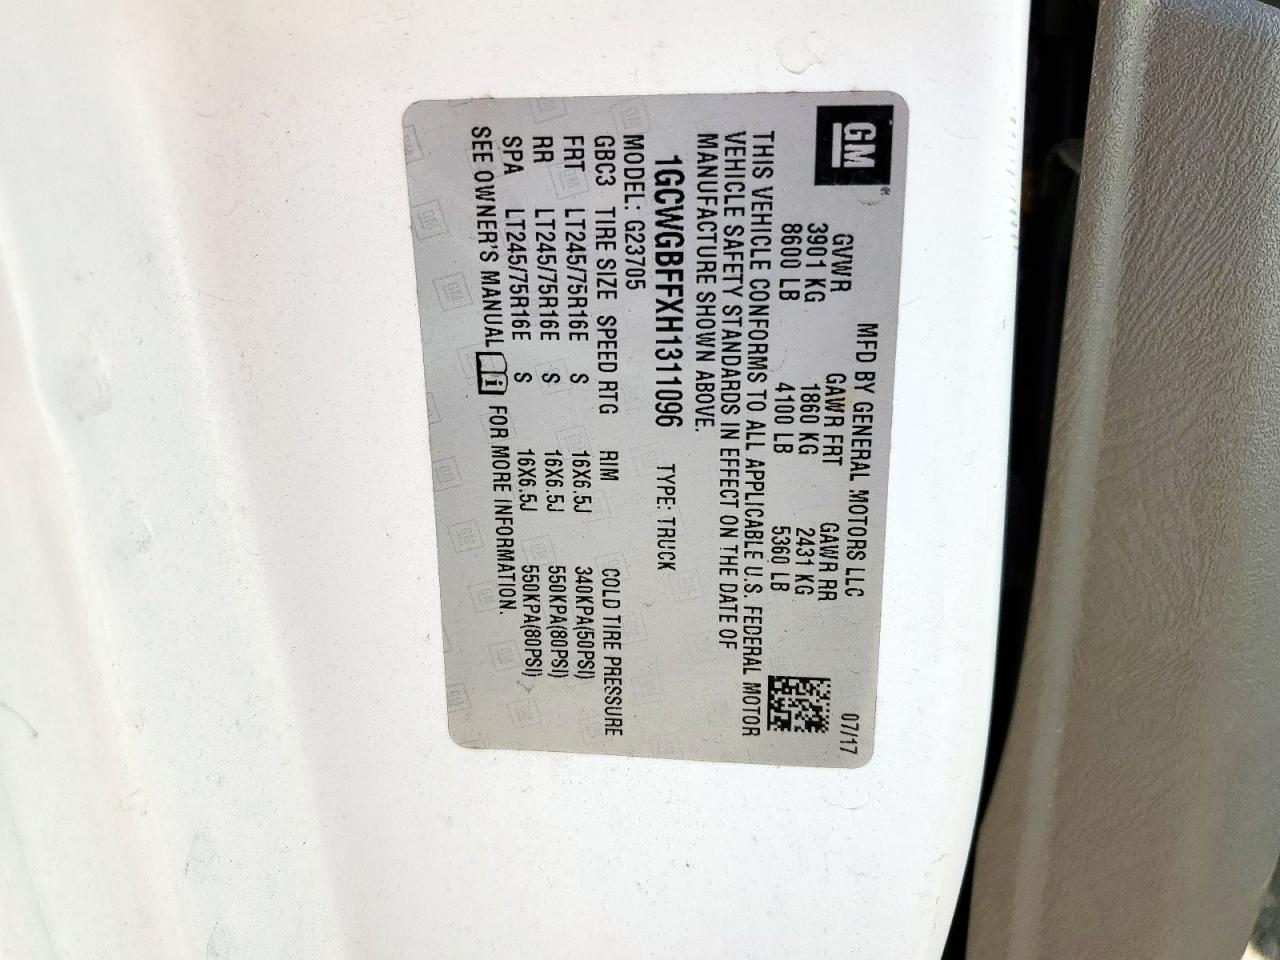 GM®
MFD BY GENERAL MOTORS LLC 07/17
GVWR GAWR FRT GAWR RR
3901 KG 1860 KG 2431 KG
8600 LB 4100 LB 5360 LB
THIS VEHICLE CONFORMS TO ALL APPLICABLE U.S. FEDERAL MOTOR
VEHICLE SAFETY STANDARDS IN EFFECT ON THE DATE OF
MANUFACTURE SHOWN ABOVE.
1GCWGBFFXH1311096 TYPE: TRUCK
MODEL: G23705
GBC3 TIRE SIZE SPEED RTG RIM COLD TIRE PRESSURE
FRT LT245/75R16E S 16X6.5J 340KPA(50PSI)
RR LT245/75R16E S 16X6.5J 550KPA(80PSI)
SPA LT245/75R16E S 16X6.5J 550KPA(80PSI)
SEE OWNER'S MANUAL i FOR MORE INFORMATION.